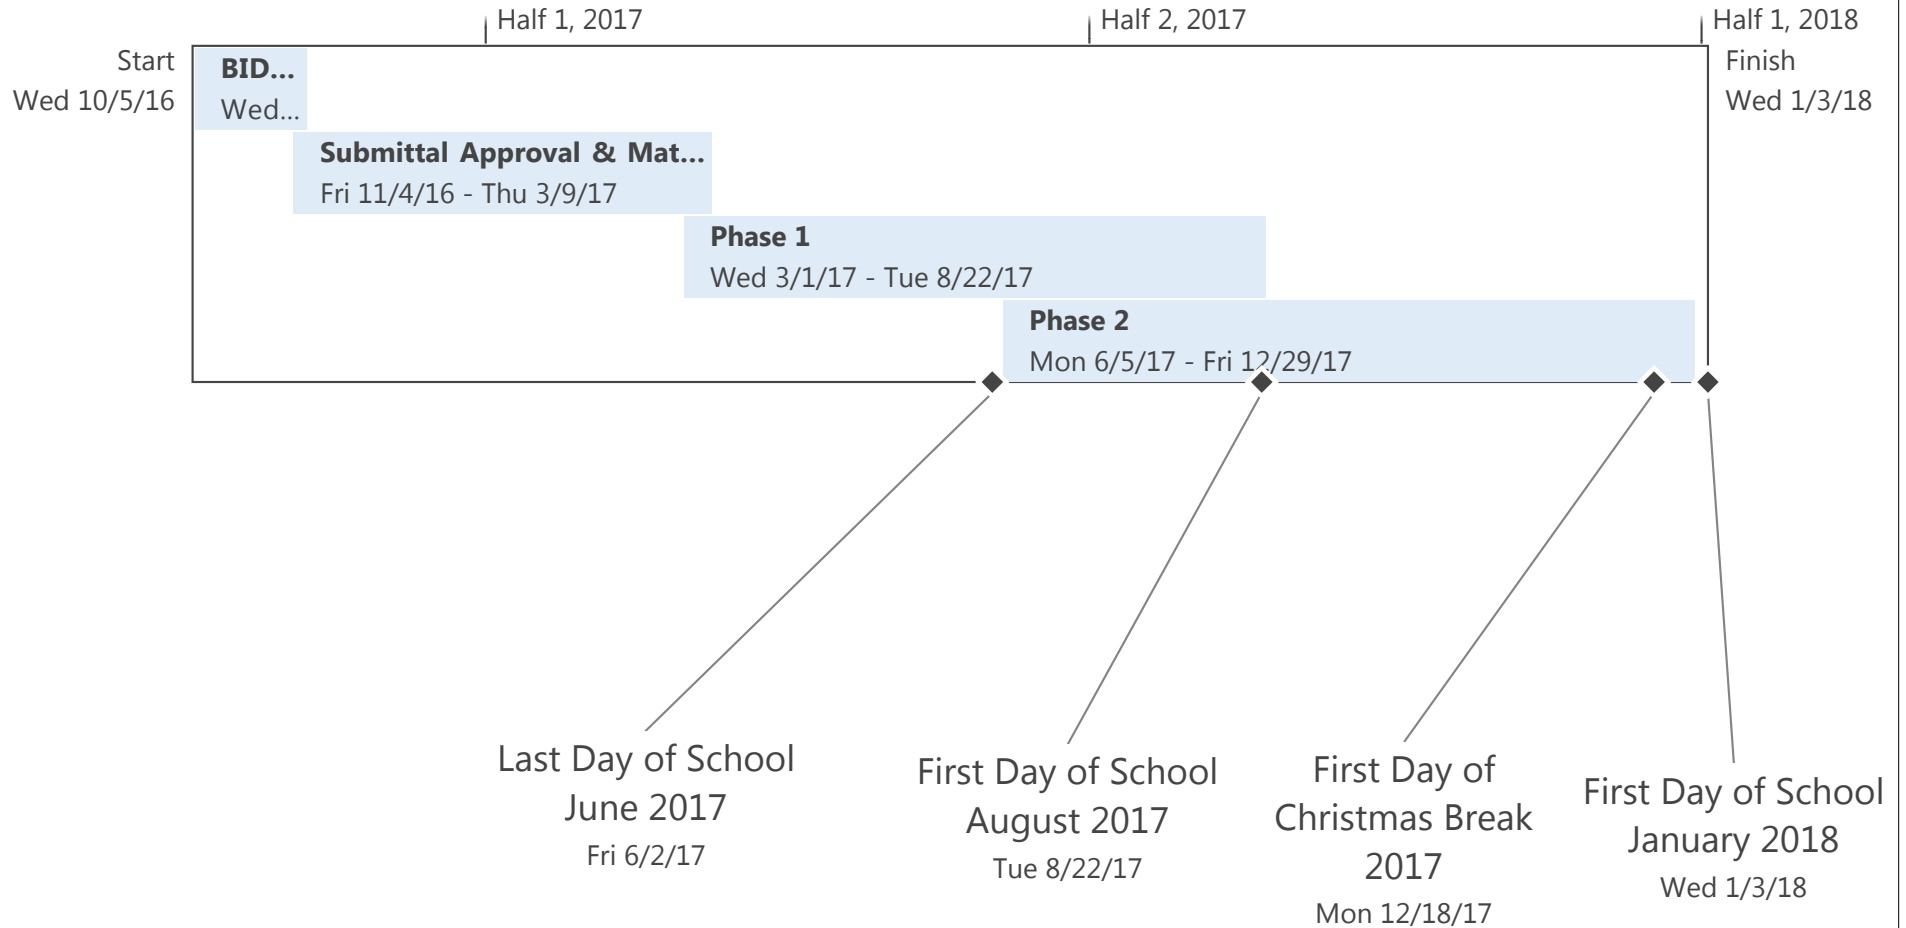 Half 1, 2017
Half 2, 2017
Half 1, 2018
Start
Wed 10/5/16
Finish
Wed 1/3/18
BID...
Wed...
Submittal Approval & Mat...
Fri 11/4/16 - Thu 3/9/17
Phase 1
Wed 3/1/17 - Tue 8/22/17
Phase 2
Mon 6/5/17 - Fri 12/29/17
Last Day of School
June 2017
Fri 6/2/17
First Day of School
August 2017
Tue 8/22/17
First Day of
Christmas Break
2017
Mon 12/18/17
First Day of School
January 2018
Wed 1/3/18